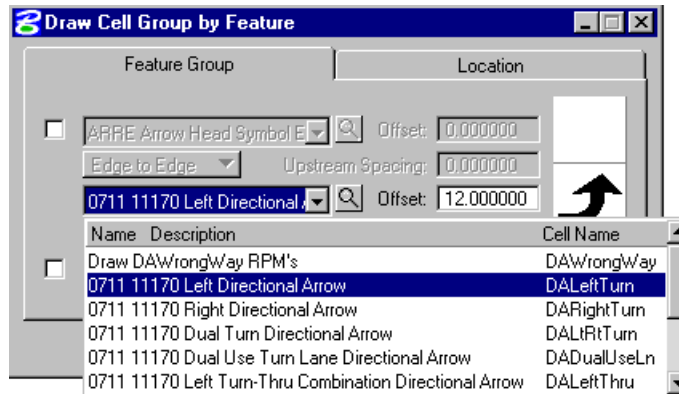 Draw Cell Group by Feature
Feature Group
Location
ARRE Arrow Head Symbol E
Offset: 0.000000
Edge to Edge
Upstream Spacing: 0.000000
0711 11170 Left Directional
Offset: 12.000000
Name Description Cell Name
Draw DAWrongWay RPM's DAWrongWay
0711 11170 Left Directional Arrow DALeftTurn
0711 11170 Right Directional Arrow DARightTurn
0711 11170 Dual Turn Directional Arrow DALtRtTurn
0711 11170 Dual Use Turn Lane Directional Arrow DADualUseLn
0711 11170 Left Turn-Thru Combination Directional Arrow DALeftThru